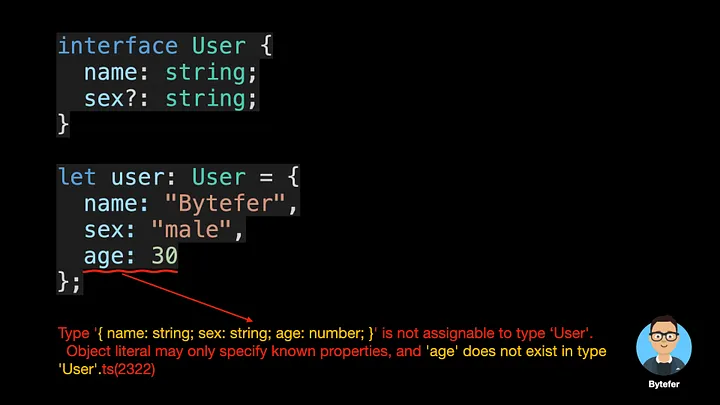 interface User {
name: string;
sex?: string;
}
let user: User = {
name: "Bytefer",
sex: "male",
age: 30
};
Type '{ name: string; sex: string; age: number; }' is not assignable to type ‘User'.
Object literal may only specify known properties, and 'age' does not exist in type
'User'.ts(2322)
Bytefer